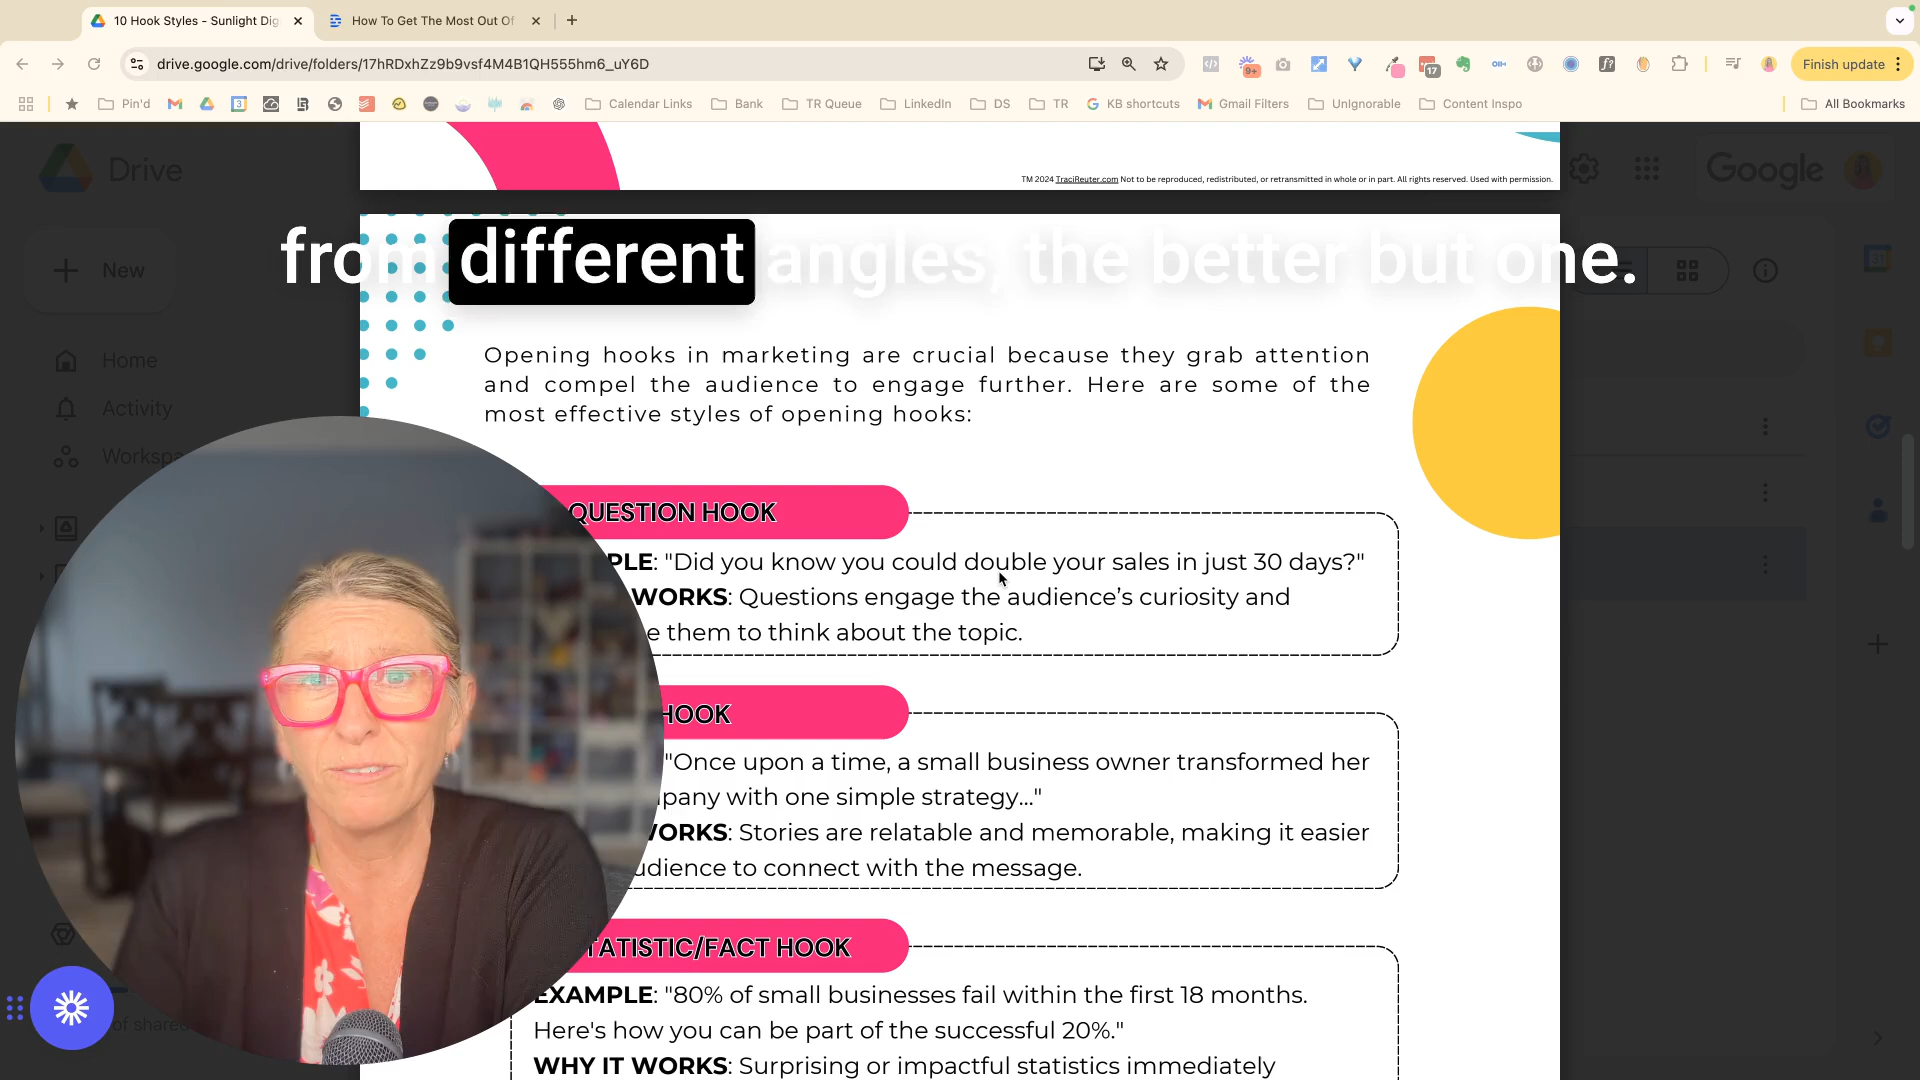 10 Hook Styles - Sunlight Dig
How To Get The Most Out Of
drive.google.com/drive/folders/17hRDxhZz9b9vsf4M4B1QH555hm6_uY6D
9+
17
Finish update
Pin'd
Calendar Links
Bank
TR Queue
LinkedIn
DS
TR
KB shortcuts
Gmail Filters
UnIgnorable
Content Inspo
All Bookmarks
Drive
Google
TM 2024 TraciReuter.com Not to be reproduced, redistributed, or retransmitted in whole or in part. All rights reserved. Used with permission.
from different angles, the better but one.
New
Home
Activity
Opening hooks in marketing are crucial because they grab attention
and compel the audience to engage further. Here are some of the
most effective styles of opening hooks:
QUESTION HOOK
PLE: "Did you know you could double your sales in just 30 days?"
WORKS: Questions engage the audience's curiosity and
e them to think about the topic.
HOOK
"Once upon a time, a small business owner transformed her
pany with one simple strategy..."
WORKS: Stories are relatable and memorable, making it easier
udience to connect with the message.
TATISTIC/FACT HOOK
EXAMPLE: "80% of small businesses fail within the first 18 months.
Here's how you can be part of the successful 20%."
WHY IT WORKS: Surprising or impactful statistics immediately
Worksp
of shared